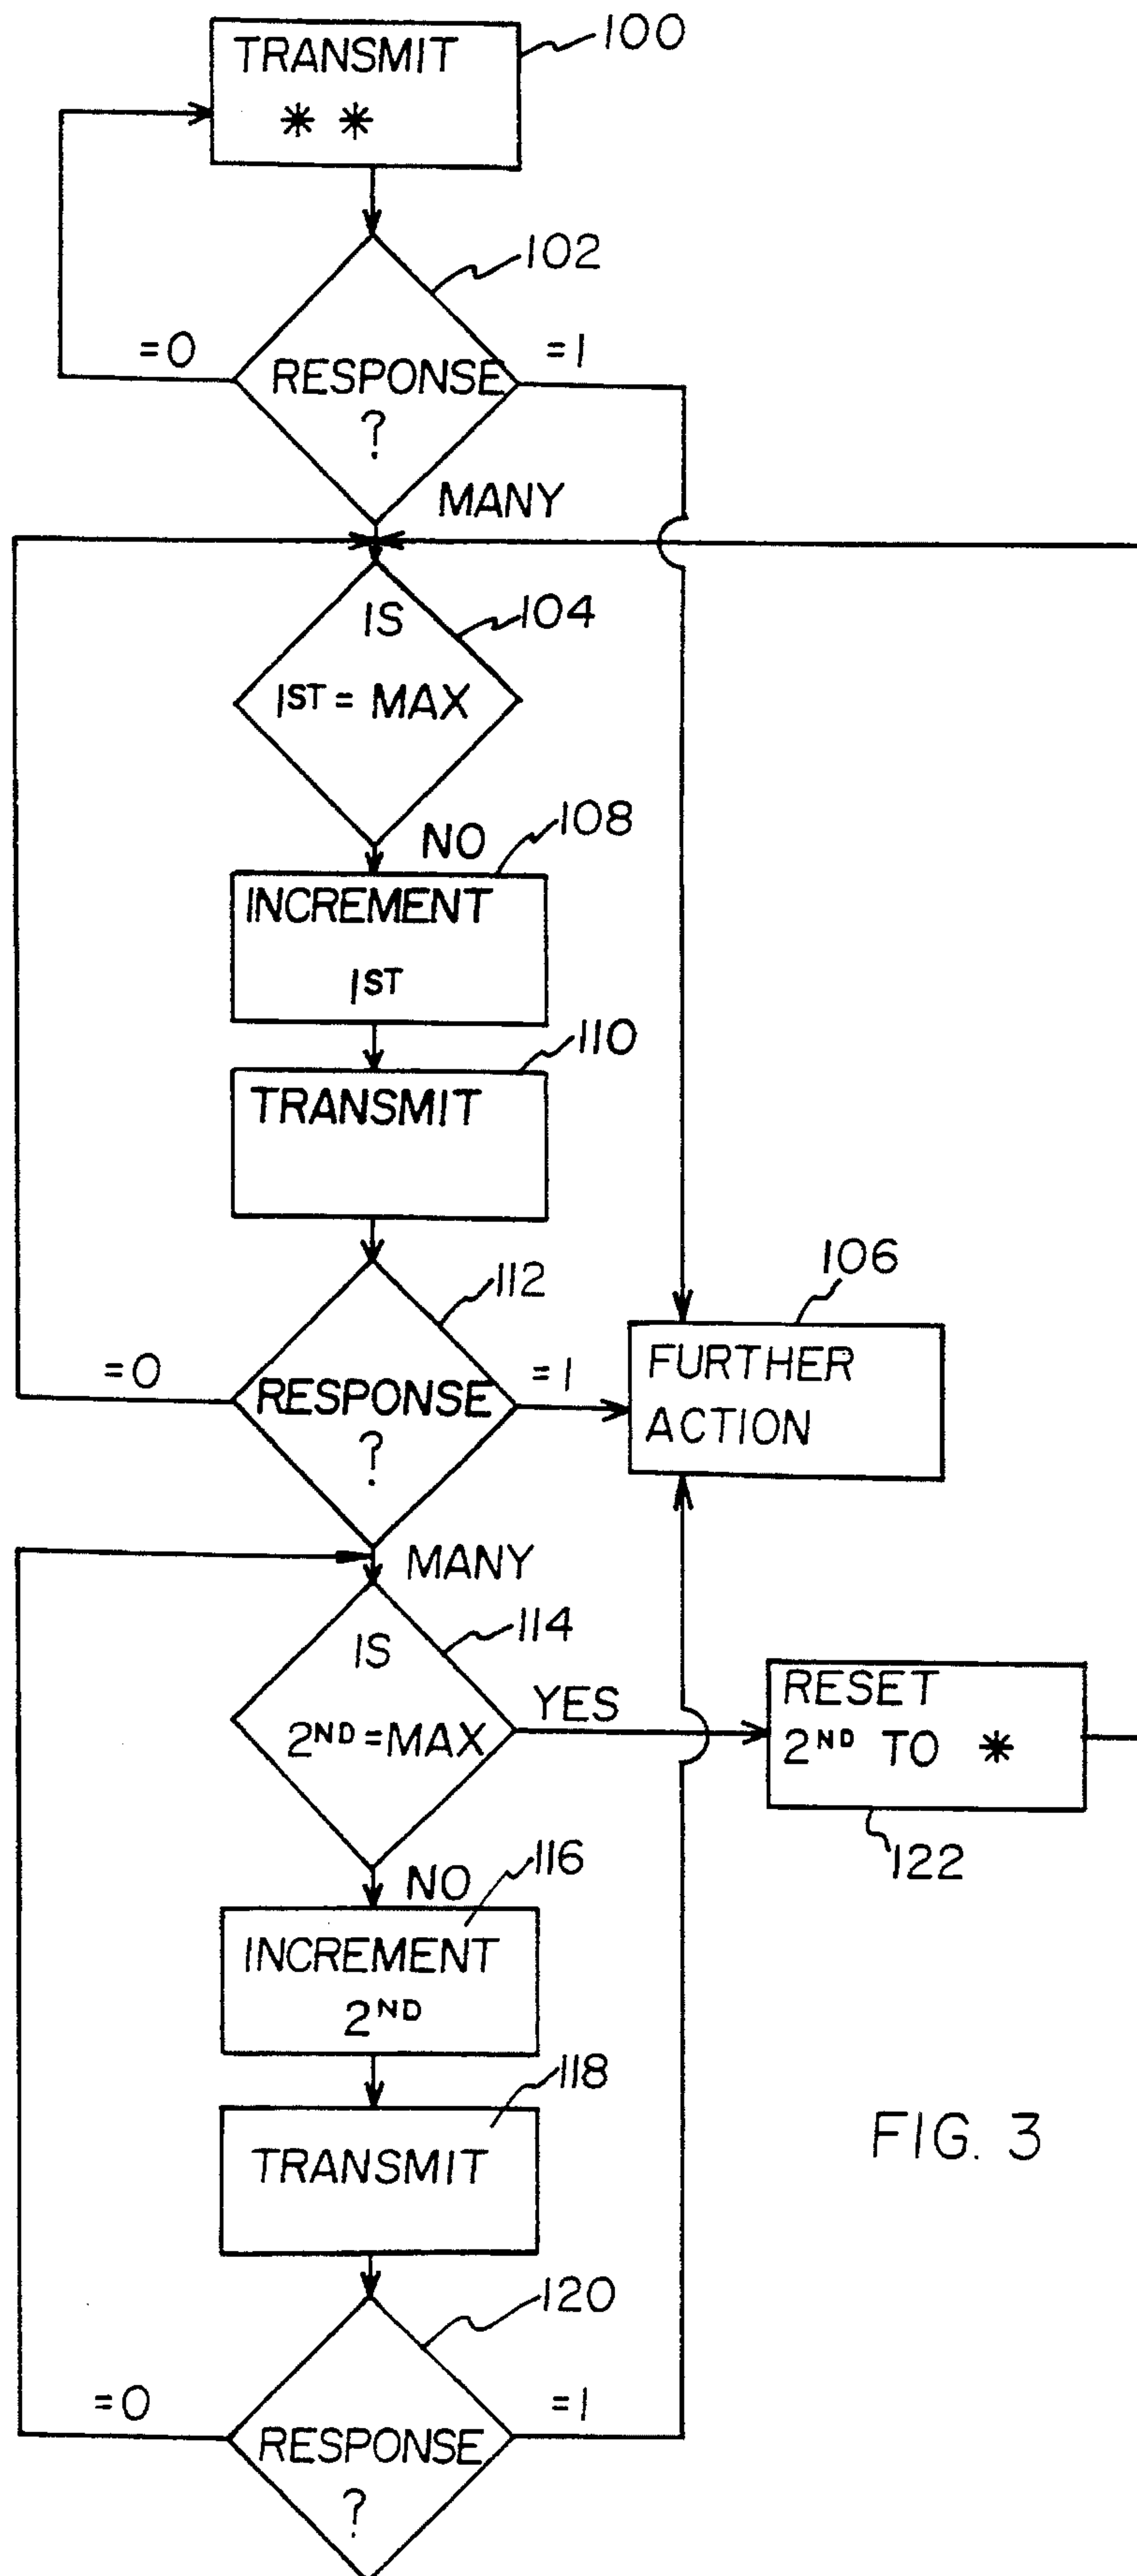 TRANSMIT
* *
100
102
=0
RESPONSE
?
=1
MANY
IS
1ST = MAX
104
NO
108
INCREMENT
1ST
110
TRANSMIT
112
=0
RESPONSE
?
=1
106
FURTHER
ACTION
MANY
IS
2ND = MAX
114
YES
RESET
2ND TO *
122
NO
116
INCREMENT
2ND
118
TRANSMIT
FIG. 3
120
=0
RESPONSE
?
=1